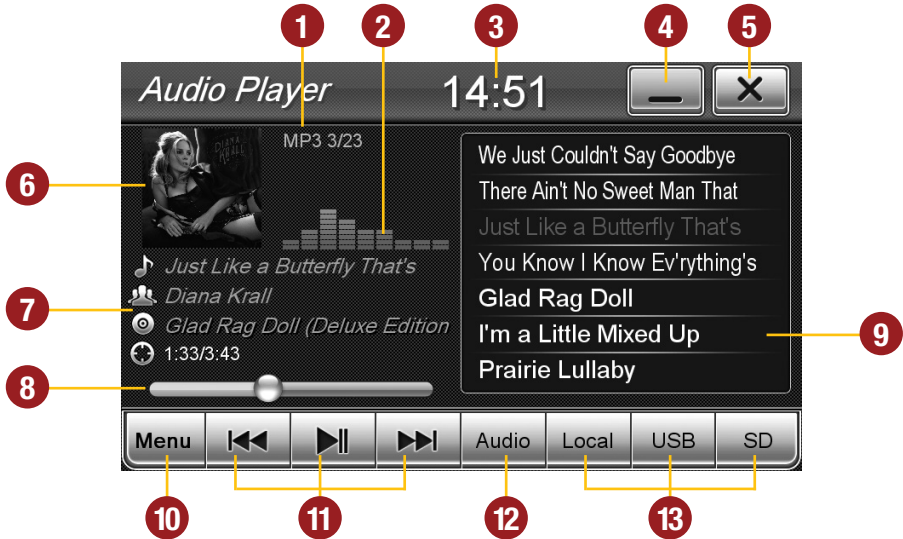 1 2 3 4 5
Audio Player 14:51
MP3 3/23
DIANA KRALL
6
Just Like a Butterfly That's
Diana Krall
7
Glad Rag Doll (Deluxe Edition
1:33/3:43
8
We Just Couldn't Say Goodbye
There Ain't No Sweet Man That
Just Like a Butterfly That's
You Know I Know Ev'rything's
Glad Rag Doll
I'm a Little Mixed Up
9
Prairie Lullaby
Menu Audio Local USB SD
10 11 12 13